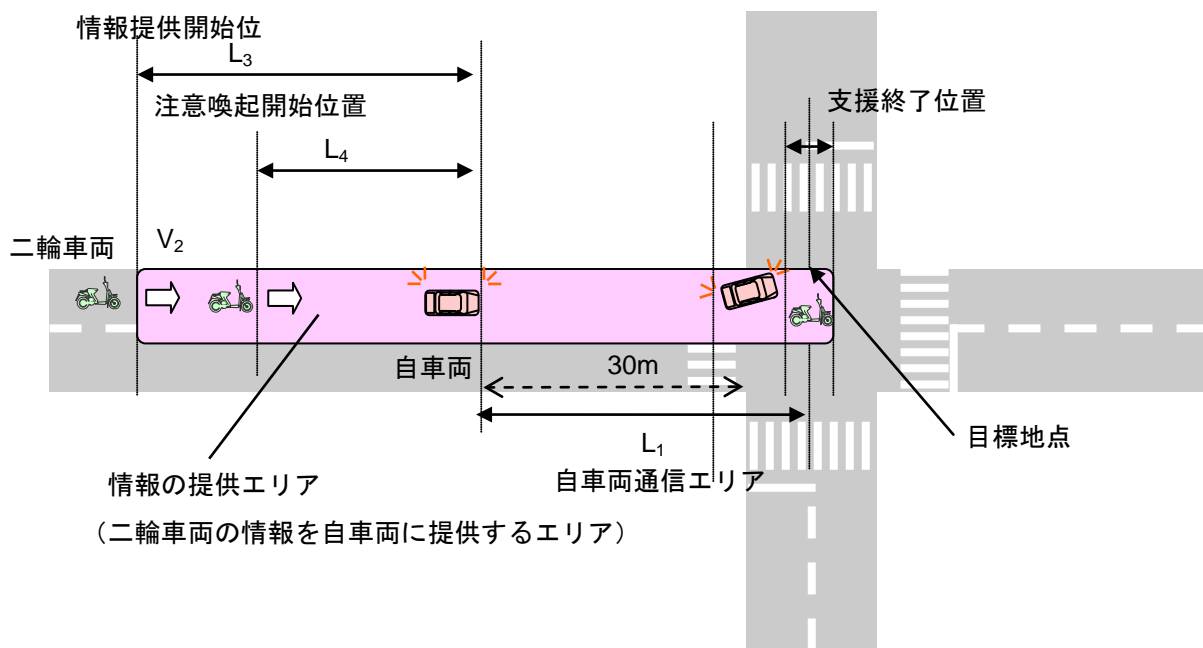 情報提供開始位
L₃
注意喚起開始位置
支援終了位置
L₄
二輪車両
V₂
自車両
30m
L₁
目標地点
情報の提供エリア
自車両通信エリア
（二輪車両の情報を自車両に提供するエリア）